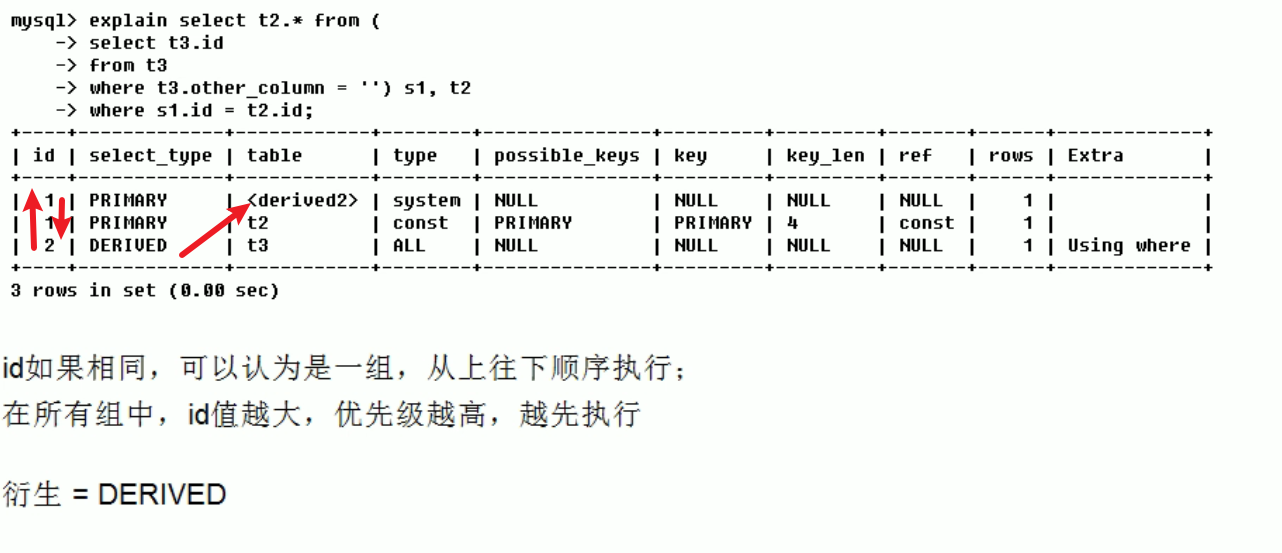 mysql> explain select t2.* from (
    -> select t3.id
    -> from t3
    -> where t3.other_column = '') s1, t2
    -> where s1.id = t2.id;
+----+-------------+------------+--------+---------------+---------+---------+-------+------+-------------+
| id | select_type | table      | type   | possible_keys | key     | key_len | ref   | rows | Extra       |
+----+-------------+------------+--------+---------------+---------+---------+-------+------+-------------+
| 1 | PRIMARY     | <derived2> | system | NULL          | NULL    | NULL    | NULL  |    1 |             |
| 1 | PRIMARY     | t2         | const  | PRIMARY       | PRIMARY | 4       | const |    1 |             |
| 2 | DERIVED     | t3         | ALL    | NULL          | NULL    | NULL    | NULL  |    1 | Using where |
+----+-------------+------------+--------+---------------+---------+---------+-------+------+-------------+
3 rows in set (0.00 sec)
id如果相同，可以认为是一组，从上往下顺序执行；
在所有组中，id值越大，优先级越高，越先执行
衍生 = DERIVED